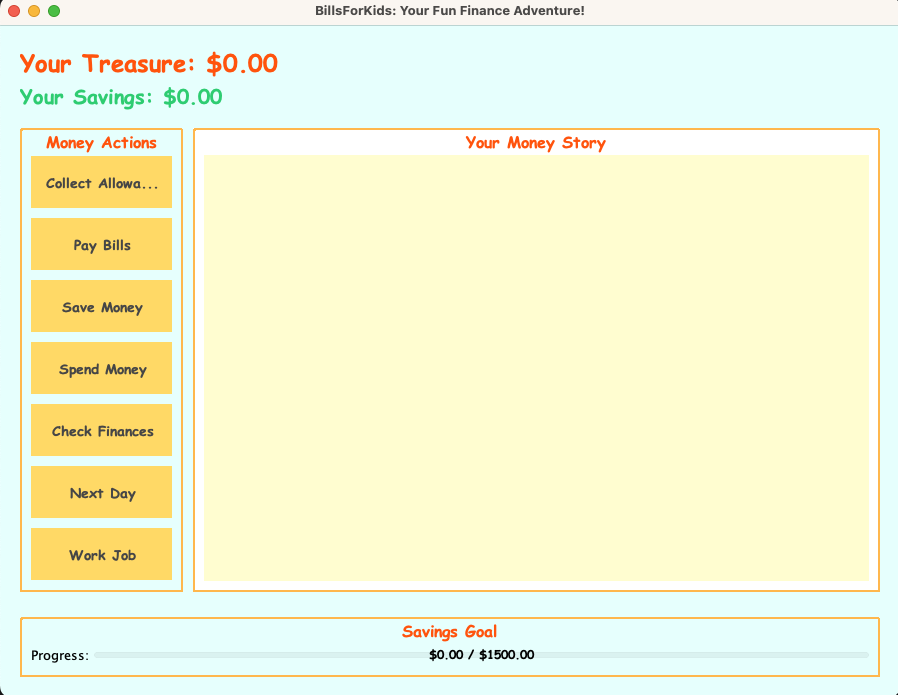 BillsForKids: Your Fun Finance Adventure!
Your Treasure: $0.00
Your Savings: $0.00
Money Actions
Collect Allowa...
Pay Bills
Save Money
Spend Money
Check Finances
Next Day
Work Job
Your Money Story
Savings Goal
Progress: $0.00 / $1500.00